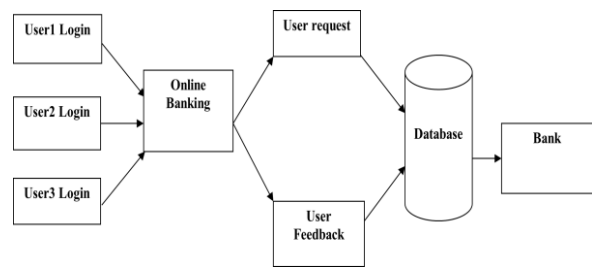 User1 Login
User2 Login
User3 Login
Online
Banking
User request
User
Feedback
Database
Bank